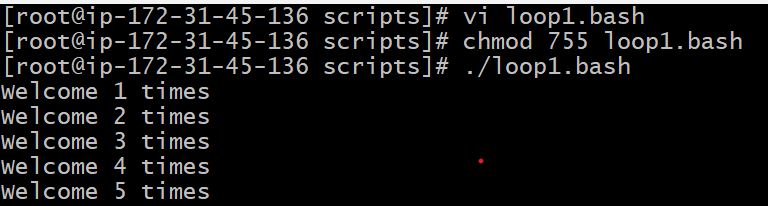 [root@ip-172-31-45-136 scripts]# vi loop1.bash
[root@ip-172-31-45-136 scripts]# chmod 755 loop1.bash
[root@ip-172-31-45-136 scripts]# ./loop1.bash
Welcome 1 times
Welcome 2 times
Welcome 3 times
Welcome 4 times
Welcome 5 times